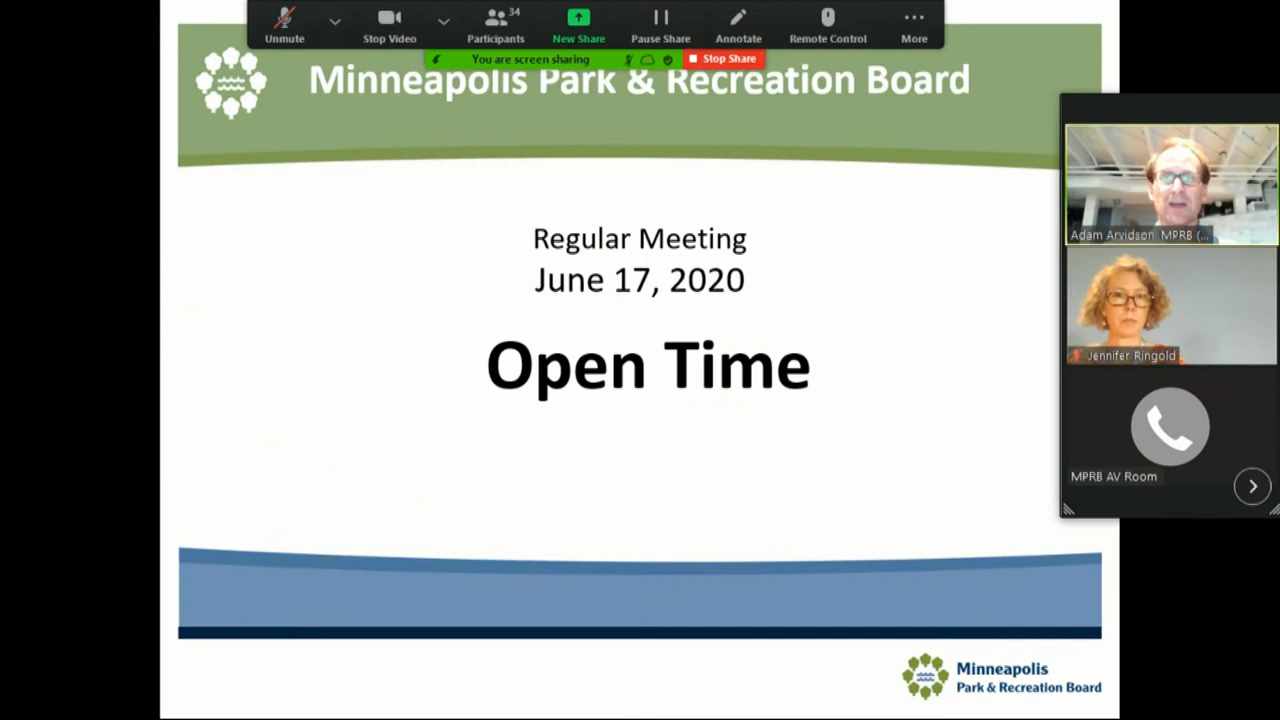 Unmute
Stop Video
Participants
34
New Share
Pause Share
Annotate
Remote Control
More
You are screen sharing
Stop Share
Minneapolis Park & Recreation Board
Regular Meeting
June 17, 2020
Open Time
Adam Arvidson, MPRB (...
Jennifer Ringold
MPRB AV Room
Minneapolis
Park & Recreation Board